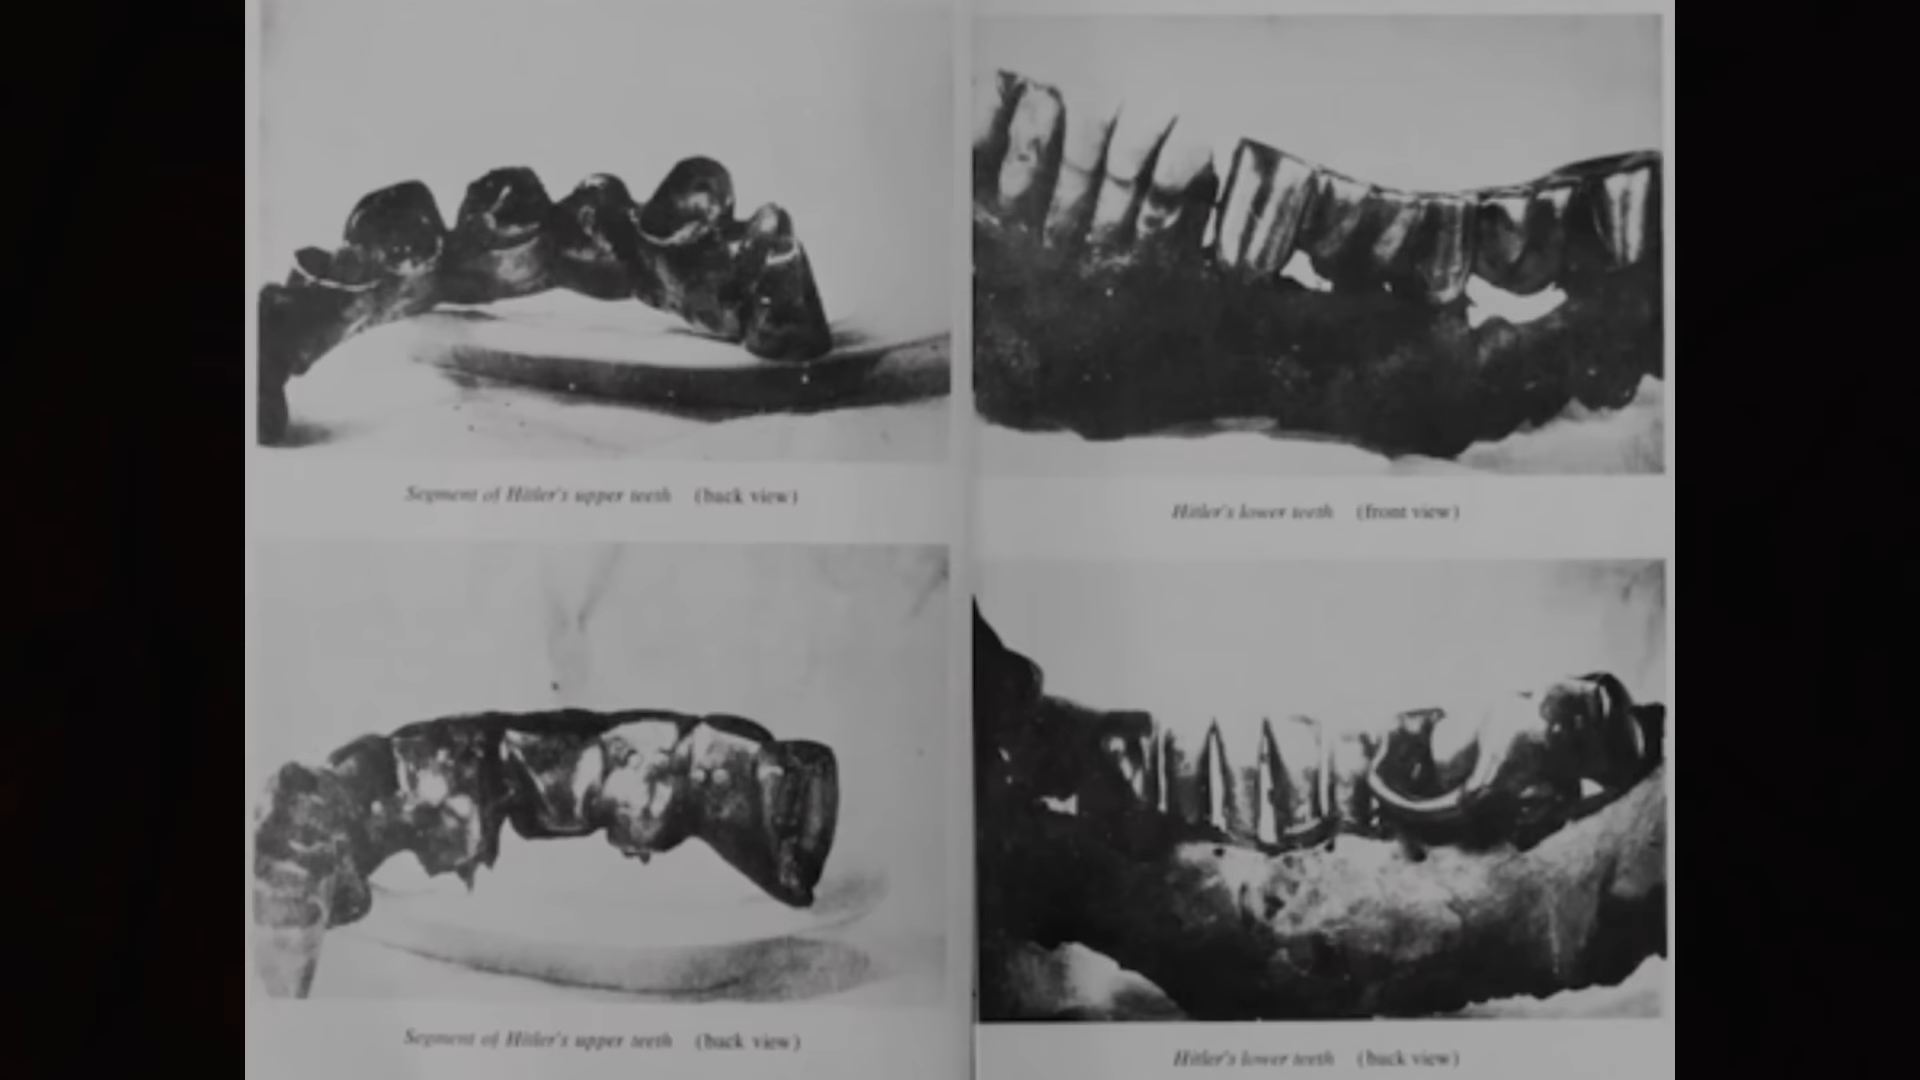 Segment of Hitler's upper teeth (back view)
Hitler's lower teeth (front view)
Segment of Hitler's upper teeth (back view)
Hitler's lower teeth (back view)